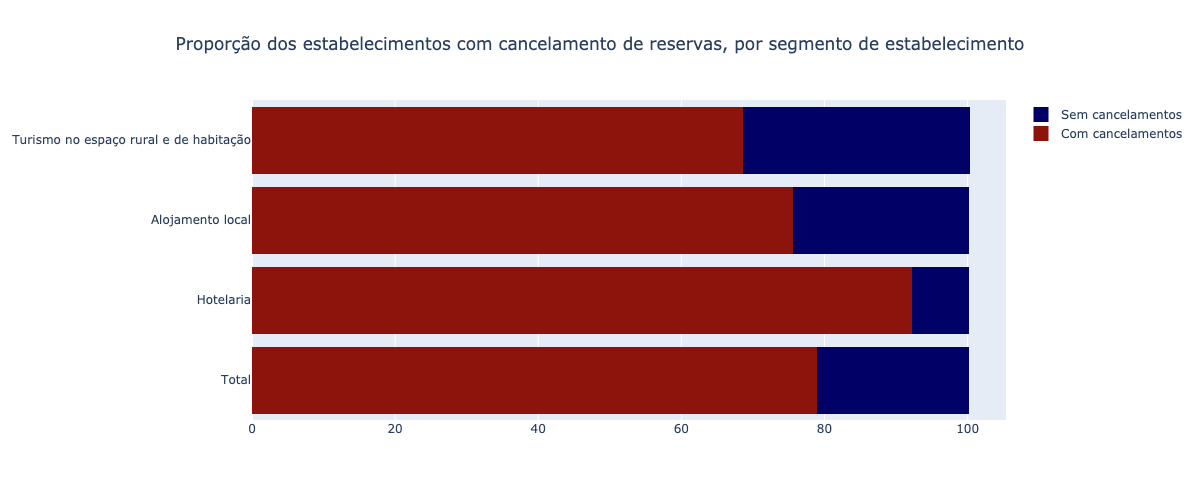 Proporção dos estabelecimentos com cancelamento de reservas, por segmento de estabelecimento
Sem cancelamentos
Com cancelamentos
Turismo no espaço rural e de habitação
Alojamento local
Hotelaria
Total
0 20 40 60 80 100